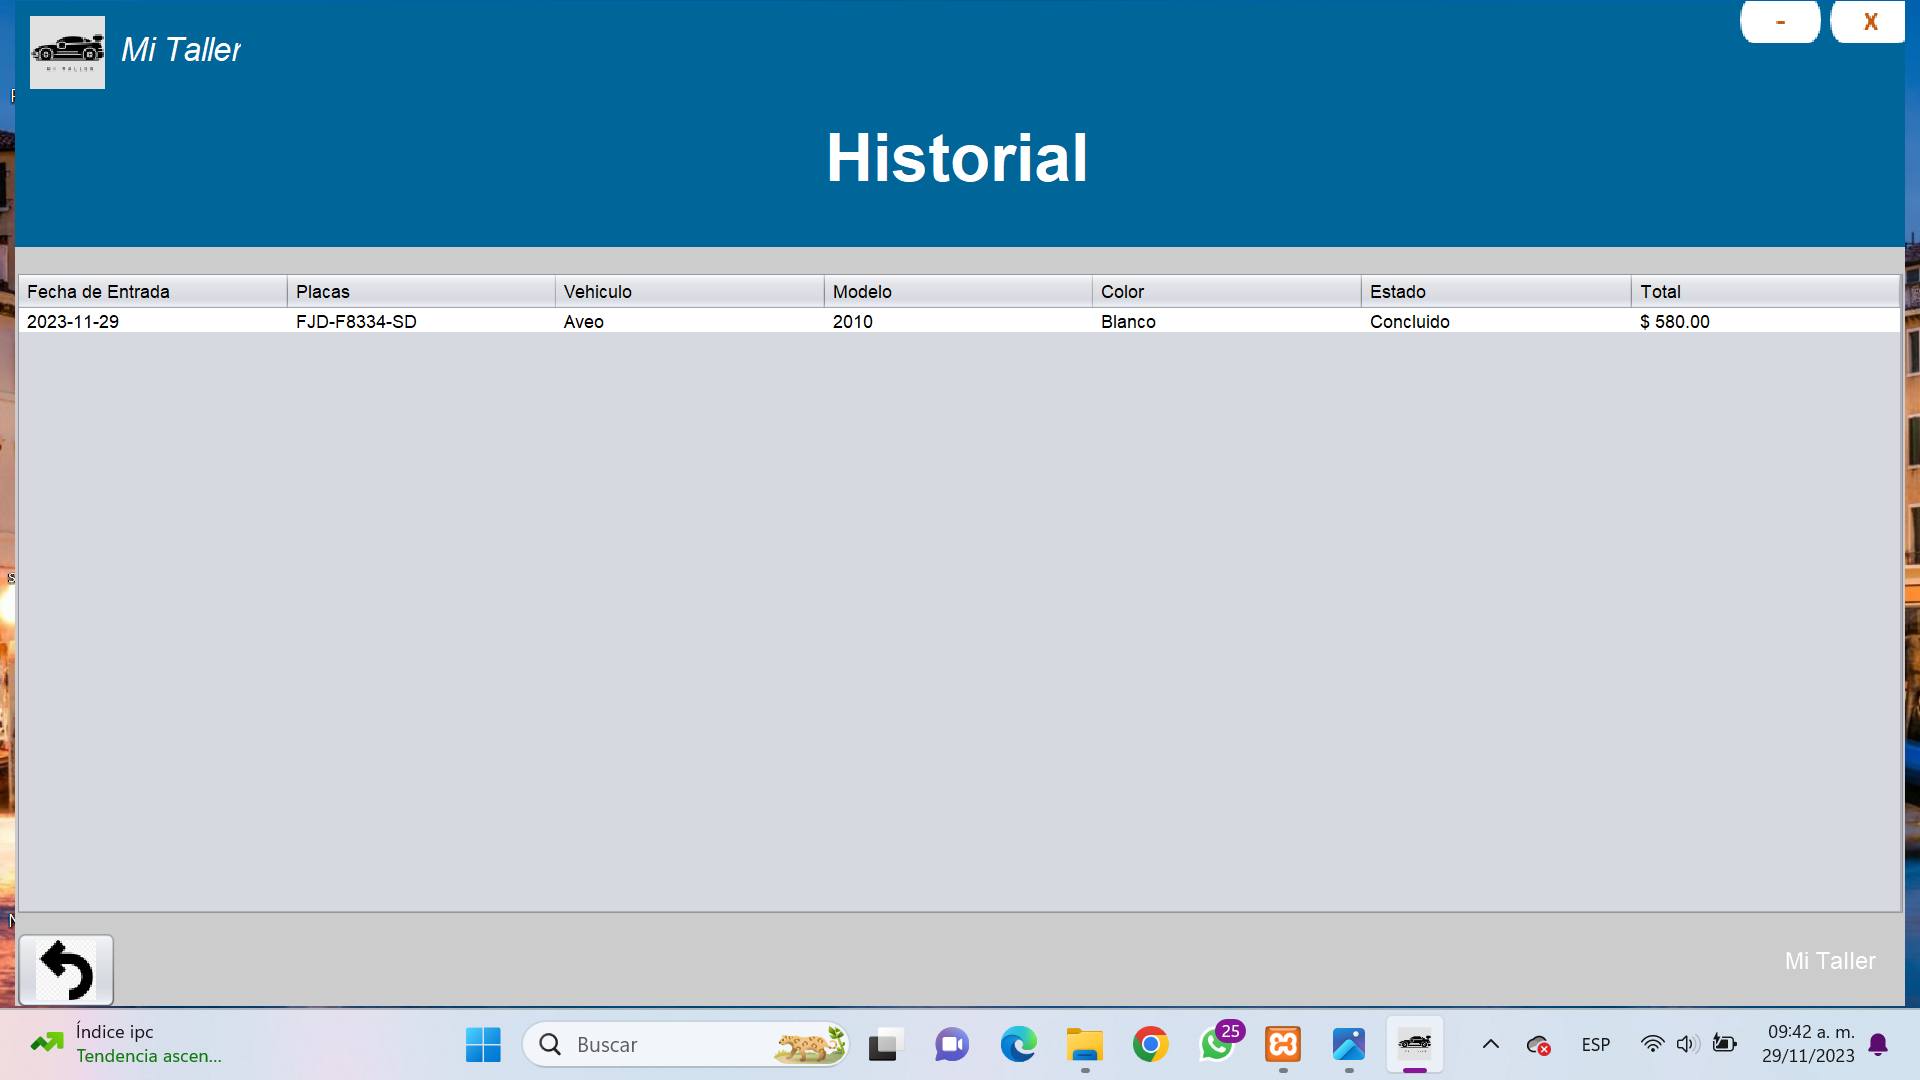 Mi Taller
-
X
Historial
Fecha de Entrada Placas Vehiculo Modelo Color Estado Total
2023-11-29 FJD-F8334-SD Aveo 2010 Blanco Concluido $ 580.00
Mi Taller
Índice ipc
Tendencia ascen...
Buscar
25
ESP
09:42 a. m.
29/11/2023